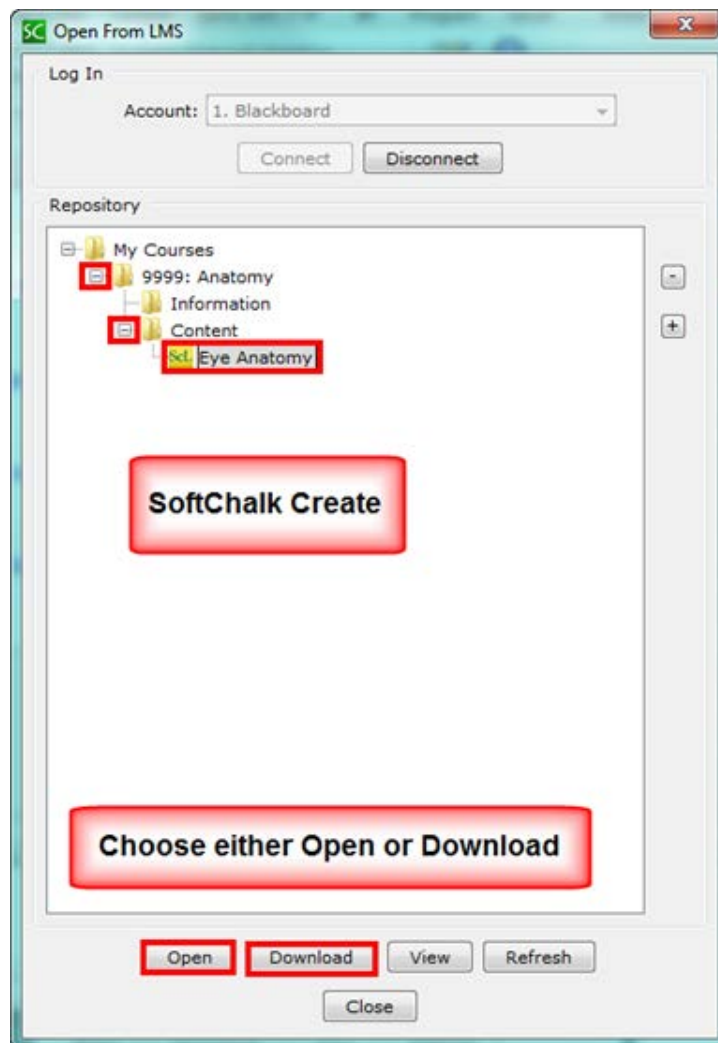 SC Open From LMS
Log In
Account: 1. Blackboard
Connect Disconnect
Repository
My Courses
9999: Anatomy
Information
Content
ScL Eye Anatomy
-
+
SoftChalk Create
Choose either Open or Download
Open Download View Refresh
Close